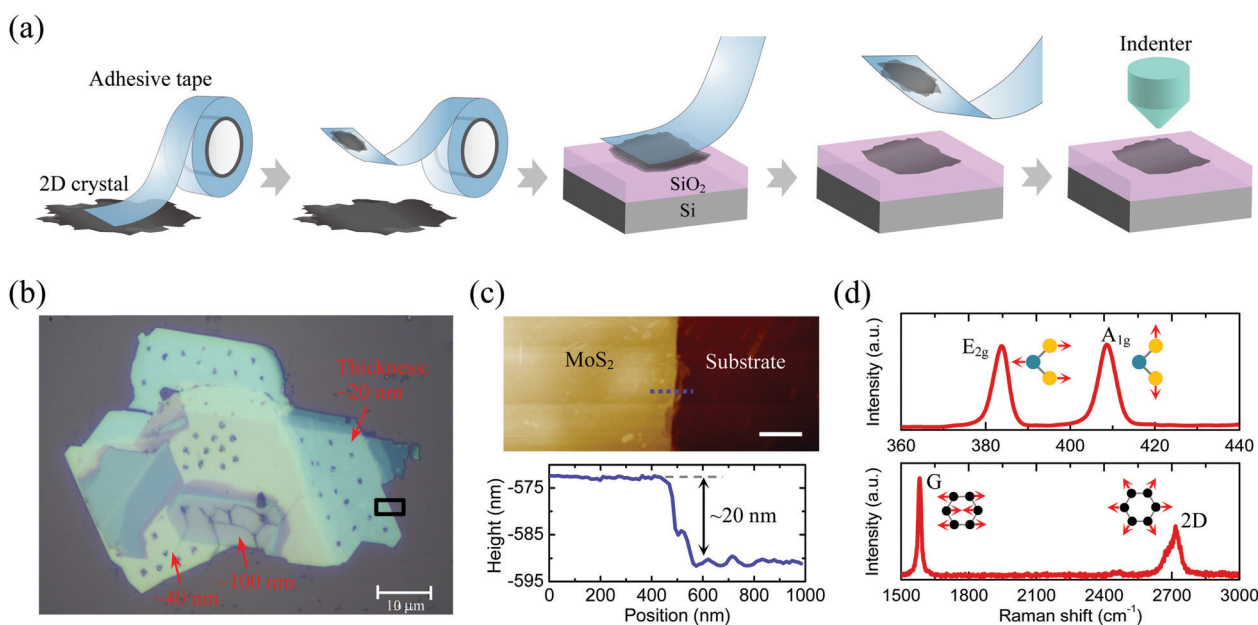 (a)
Adhesive tape
2D crystal
SiO₂
Si
Indenter
(b)
Thickness:
~20 nm
~40 nm
~100 nm
10 μm
(c)
MoS₂
Substrate
Height (nm)
-575
-585
-595
~20 nm
0 200 400 600 800 1000
Position (nm)
(d)
Intensity (a.u.)
E₂g
A₁g
360 380 400 420 440
Intensity (a.u.)
G
2D
1500 1800 2100 2400 2700 3000
Raman shift (cm⁻¹)